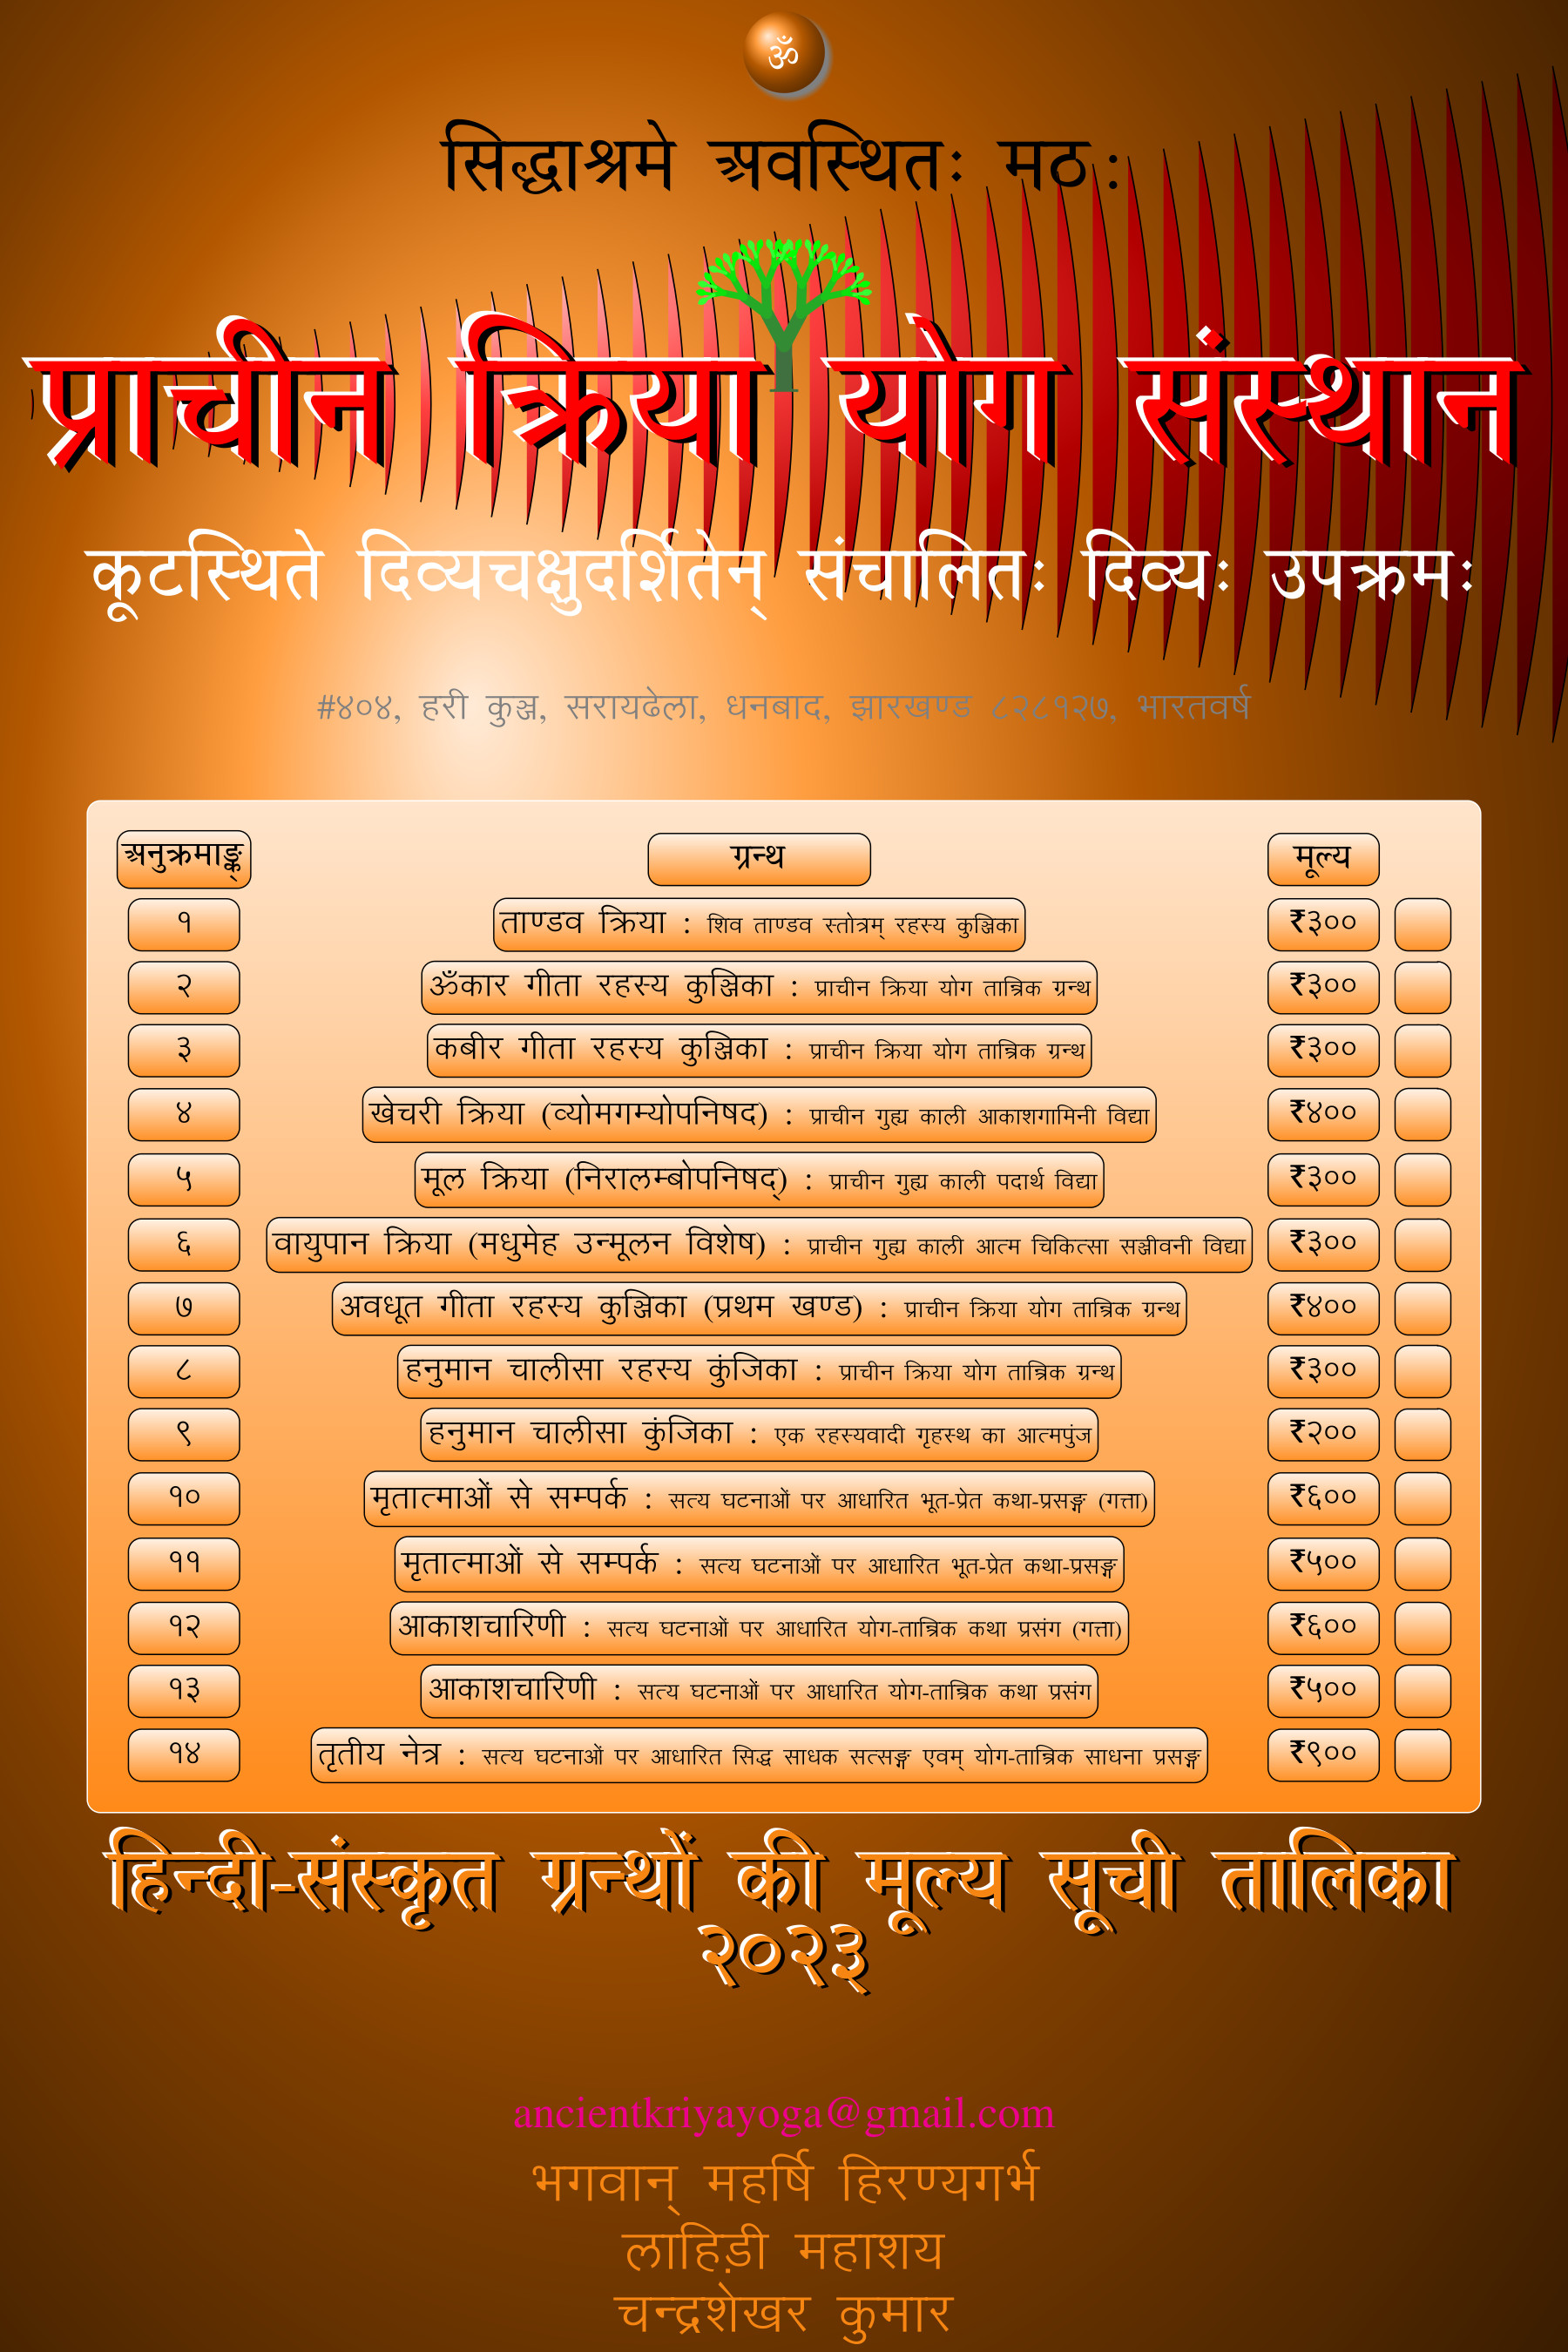 ॐ
सिद्धाश्रमे अवस्थितः मठः
प्राचीन क्रिया योग संस्थान
कूटस्थिते दिव्यचक्षुदर्शितेन् संचालितः दिव्यः उपक्रमः
#४०४, हरी कुञ्ज, सरायढेला, धनबाद, झारखण्ड ८२८१२७, भारतवर्ष
अनुक्रमाङ्क् ग्रन्थ मूल्य
१ ताण्डव क्रिया : शिव ताण्डव स्तोत्रम् रहस्य कुञ्जिका ₹३००
२ ॐकार गीता रहस्य कुञ्जिका : प्राचीन क्रिया योग तान्त्रिक ग्रन्थ ₹३००
३ कबीर गीता रहस्य कुञ्जिका : प्राचीन क्रिया योग तान्त्रिक ग्रन्थ ₹३००
४ खेचरी क्रिया (व्योमगम्योपनिषद) : प्राचीन गुह्य काली आकाशगामिनी विद्या ₹४००
५ मूल क्रिया (निरालम्बोपनिषद्) : प्राचीन गुह्य काली पदार्थ विद्या ₹३००
६ वायुपान क्रिया (मधुमेह उन्मूलन विशेष) : प्राचीन गुह्य काली आत्म चिकित्सा सञ्जीवनी विद्या ₹३००
७ अवधूत गीता रहस्य कुञ्जिका (प्रथम खण्ड) : प्राचीन क्रिया योग तान्त्रिक ग्रन्थ ₹४००
८ हनुमान चालीसा रहस्य कुंजिका : प्राचीन क्रिया योग तान्त्रिक ग्रन्थ ₹३००
९ हनुमान चालीसा कुंजिका : एक रहस्यवादी गृहस्थ का आत्मपुंज ₹२००
१० मृतात्माओं से सम्पर्क : सत्य घटनाओं पर आधारित भूत-प्रेत कथा-प्रसङ्ग (गत्ता) ₹६००
११ मृतात्माओं से सम्पर्क : सत्य घटनाओं पर आधारित भूत-प्रेत कथा-प्रसङ्ग ₹५००
१२ आकाशचारिणी : सत्य घटनाओं पर आधारित योग-तान्त्रिक कथा प्रसंग (गत्ता) ₹६००
१३ आकाशचारिणी : सत्य घटनाओं पर आधारित योग-तान्त्रिक कथा प्रसंग ₹५००
१४ तृतीय नेत्र : सत्य घटनाओं पर आधारित सिद्ध साधक सत्सङ्ग एवम् योग-तान्त्रिक साधना प्रसङ्ग ₹९००
हिन्दी-संस्कृत ग्रन्थों की मूल्य सूची तालिका
२०२३
ancientkriyayoga@gmail.com
भगवान् महर्षि हिरण्यगर्भ
लाहिड़ी महाशय
चन्द्रशेखर कुमार